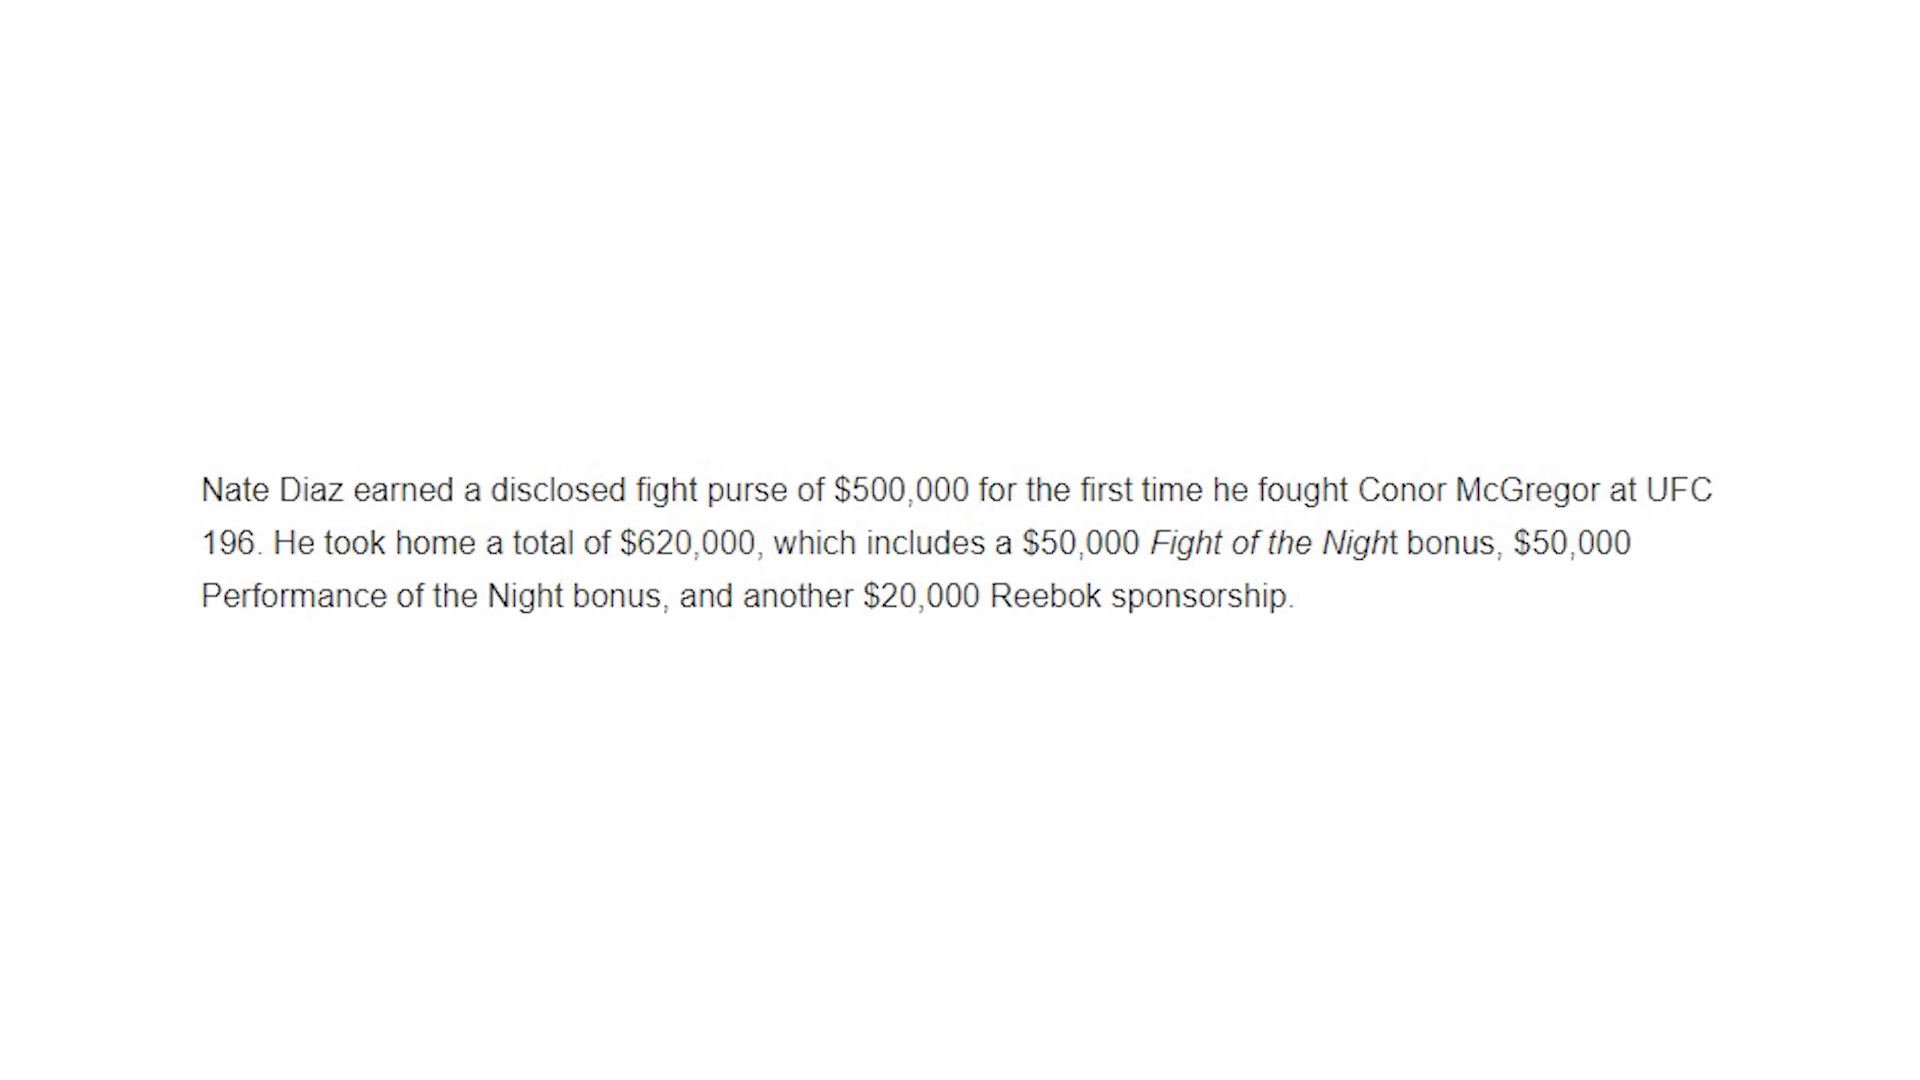 Nate Diaz earned a disclosed fight purse of $500,000 for the first time he fought Conor McGregor at UFC
196. He took home a total of $620,000, which includes a $50,000 Fight of the Night bonus, $50,000
Performance of the Night bonus, and another $20,000 Reebok sponsorship.